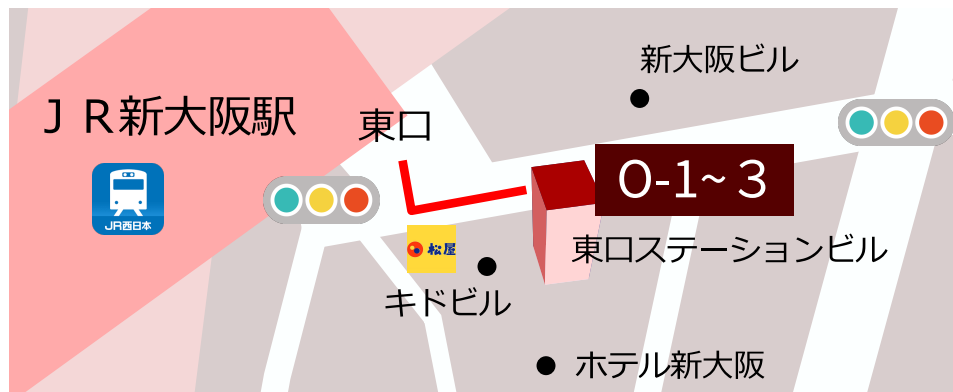 新大阪ビル
JR新大阪駅
東口
O-1~3
JR西日本
松屋
東口ステーションビル
キドビル
ホテル新大阪